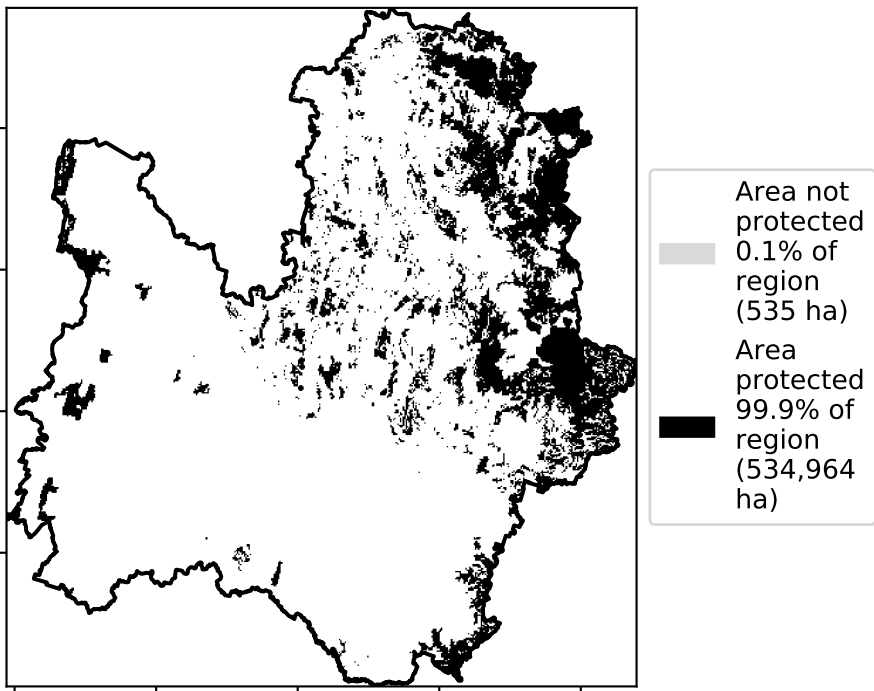 Area not
protected
0.1% of
region
(535 ha)
Area
protected
99.9% of
region
(534,964
ha)